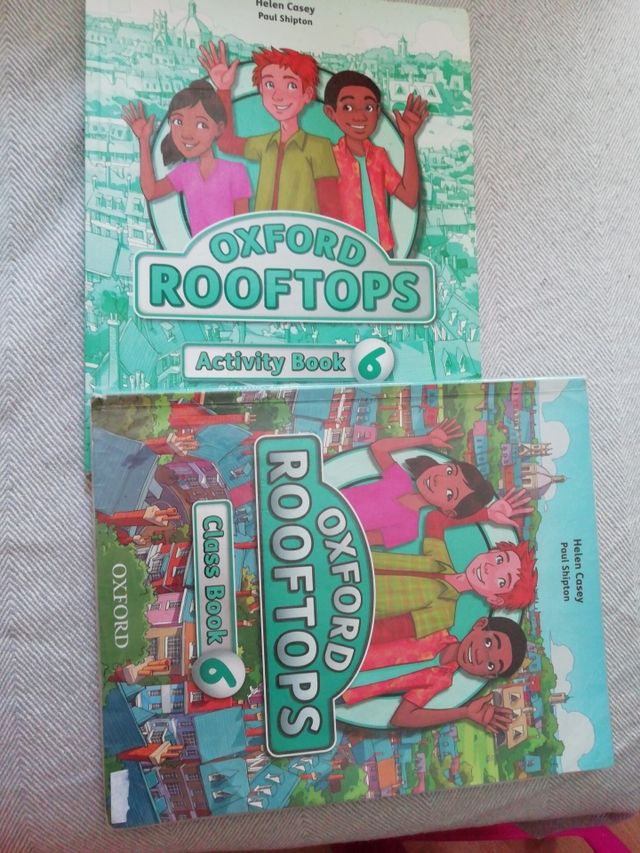 Helen Casey
Paul Shipton
OXFORD
ROOFTOPS
Activity Book 6
Helen Casey
Paul Shipton
OXFORD
ROOFTOPS
Class Book 6
OXFORD